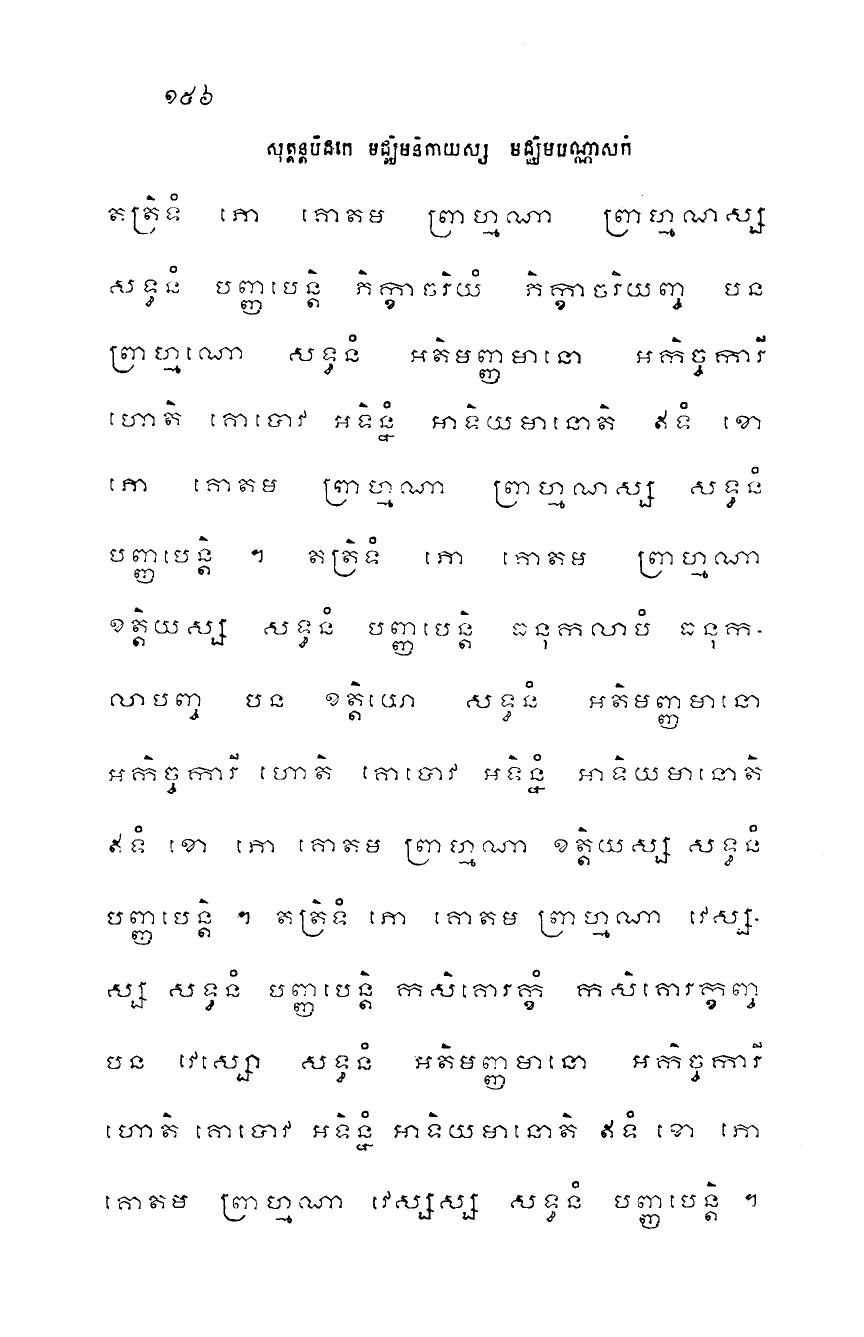 ១៥៦
សុត្តន្តបិដកេ មជ្ឈិមនិកាយស្ស មជ្ឈិមបណ្ណាសកំ
តត្រិទំ ភោ គោតម ព្រាហ្មណា ព្រាហ្មណស្ស
សទ្ធនំ បញ្ញបេន្តិ ភិក្ខាចរិយំ ភិក្ខាចរិយញ្ច បន
ព្រាហ្មណោ សទ្ធនំ អតិមញ្ញមានោ អកិច្ចការី
ហោតិ គោបោវ អទិន្នំ អាទិយមានោតិ ឥទំ ខោ
ភោ គោតម ព្រាហ្មណា ព្រាហ្មណស្ស សទ្ធនំ
បញ្ញបេន្តិ ។ តត្រិទំ ភោ គោតម ព្រាហ្មណា
ខត្តិយស្ស សទ្ធនំ បញ្ញបេន្តិ ធនុកលាបំ ធនុក-
លាបញ្ច បន ខត្តិយោ សទ្ធនំ អតិមញ្ញមានោ
អកិច្ចការី ហោតិ គោបោវ អទិន្នំ អាទិយមានោតិ
ឥទំ ខោ ភោ គោតម ព្រាហ្មណា ខត្តិយស្ស សទ្ធនំ
បញ្ញបេន្តិ ។ តត្រិទំ ភោ គោតម ព្រាហ្មណា វេស្ស-
ស្ស សទ្ធនំ បញ្ញបេន្តិ កសិគោរក្ខំ កសិគោរក្ខញ្ច
បន វេស្សោ សទ្ធនំ អតិមញ្ញមានោ អកិច្ចការី
ហោតិ គោបោវ អទិន្នំ អាទិយមានោតិ ឥទំ ខោ ភោ
គោតម ព្រាហ្មណា វេស្សស្ស សទ្ធនំ បញ្ញបេន្តិ ។